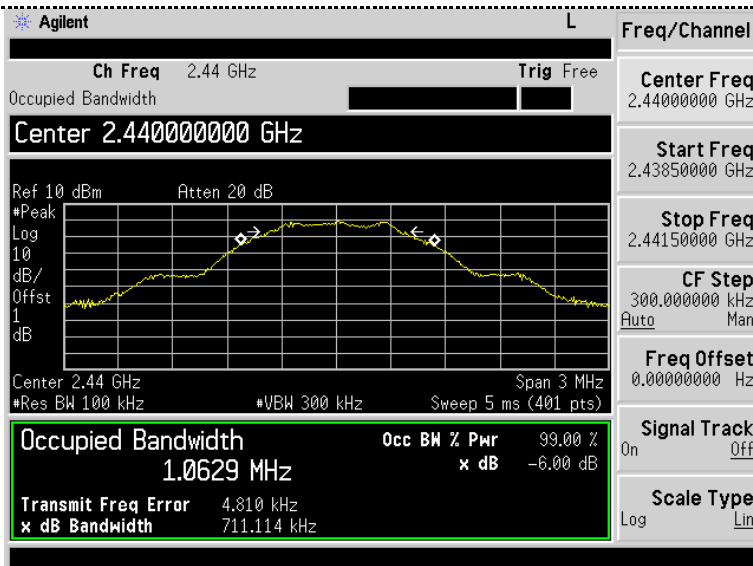 Agilent L
Freq/Channel
Ch Freq 2.44 GHz Trig Free
Occupied Bandwidth
Center 2.440000000 GHz
Ref 10 dBm Atten 20 dB
#Peak
Log
10
dB/
Offst
1
dB
Center 2.44 GHz Span 3 MHz
#Res BW 100 kHz #VBW 300 kHz Sweep 5 ms (401 pts)
Occupied Bandwidth
1.0629 MHz
Occ BW % Pwr 99.00 %
x dB -6.00 dB
Transmit Freq Error 4.810 kHz
x dB Bandwidth 711.114 kHz
Center Freq
2.44000000 GHz
Start Freq
2.43850000 GHz
Stop Freq
2.44150000 GHz
CF Step
300.000000 kHz
Auto Man
Freq Offset
0.00000000 Hz
Signal Track
On Off
Scale Type
Log Lin